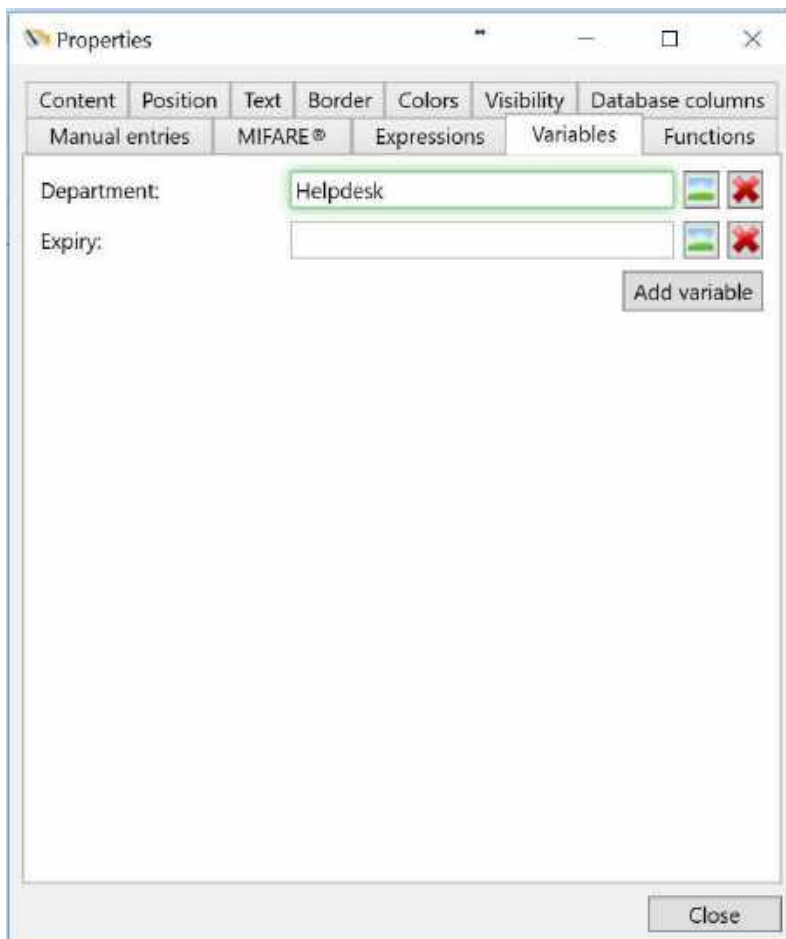 Properties
Content Position Text Border Colors Visibility Database columns
Manual entries MIFARE® Expressions Variables Functions
Department: Helpdesk
Expiry:
Add variable
Close